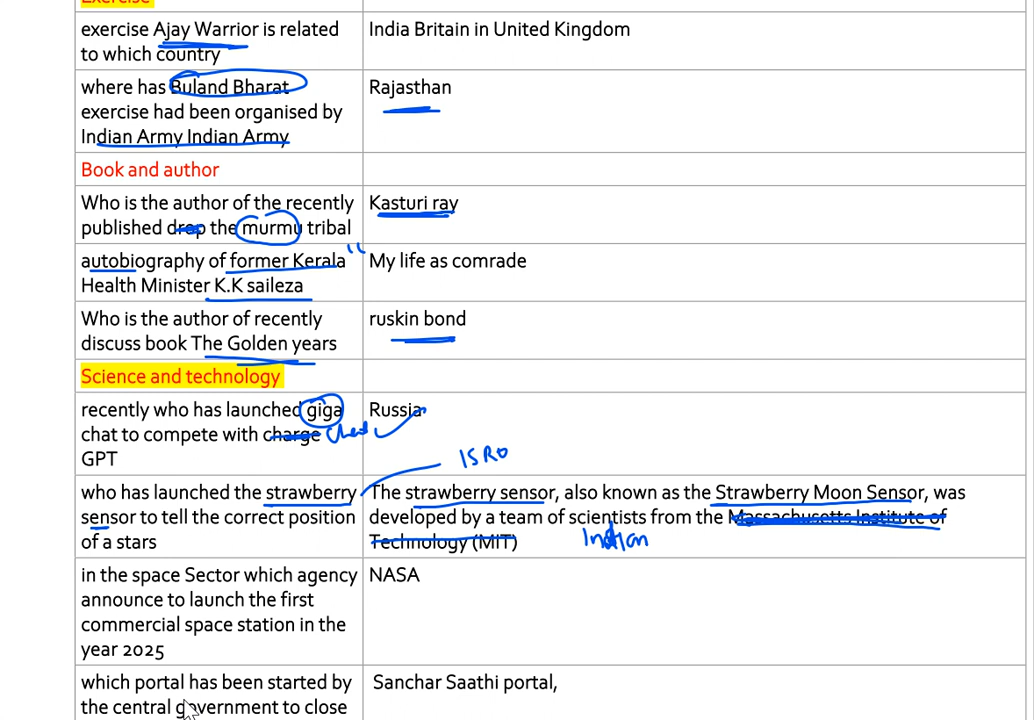 Exercise
exercise Ajay Warrior is related
to which country
India Britain in United Kingdom
where has Buland Bharat
exercise had been organised by
Indian Army Indian Army
Rajasthan
Book and author
Who is the author of the recently
published drop the murmu tribal
Kasturi ray
autobiography of former Kerala
Health Minister K.K saileza
My life as comrade
Who is the author of recently
discuss book The Golden years
ruskin bond
Science and technology
recently who has launched giga
chat to compete with charge
GPT
Russia
ISRO
who has launched the strawberry
sensor to tell the correct position
of a stars
The strawberry sensor, also known as the Strawberry Moon Sensor, was
developed by a team of scientists from the Massachusetts Institute of
Technology (MIT)
Indian
in the space Sector which agency
announce to launch the first
commercial space station in the
year 2025
NASA
which portal has been started by
the central government to close
Sanchar Saathi portal,